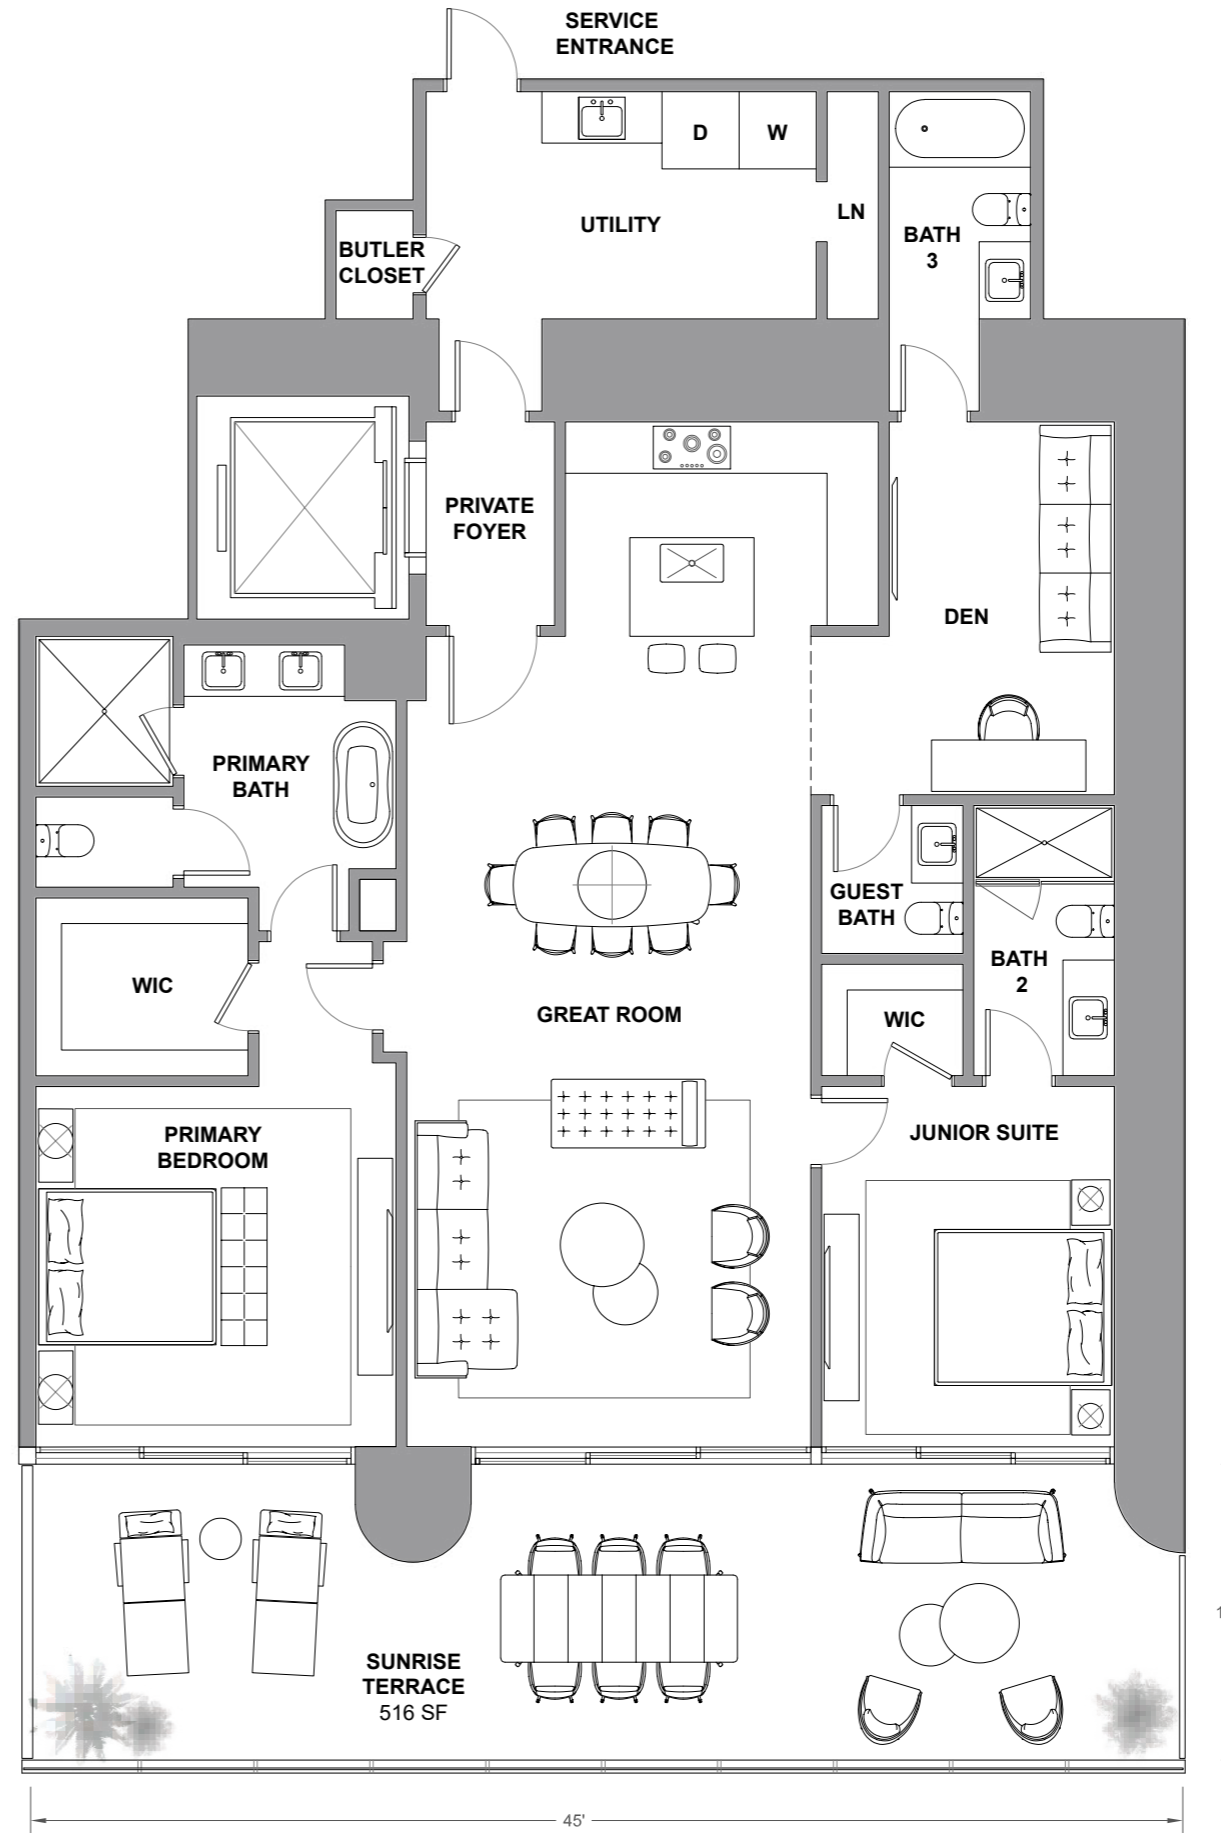 SERVICE
ENTRANCE
D
W
LN
UTILITY
BATH
3
BUTLER
CLOSET
PRIVATE
FOYER
DEN
PRIMARY
BATH
GUEST
BATH
BATH
2
WIC
GREAT ROOM
WIC
PRIMARY
BEDROOM
JUNIOR SUITE
SUNRISE
TERRACE
516 SF
45'